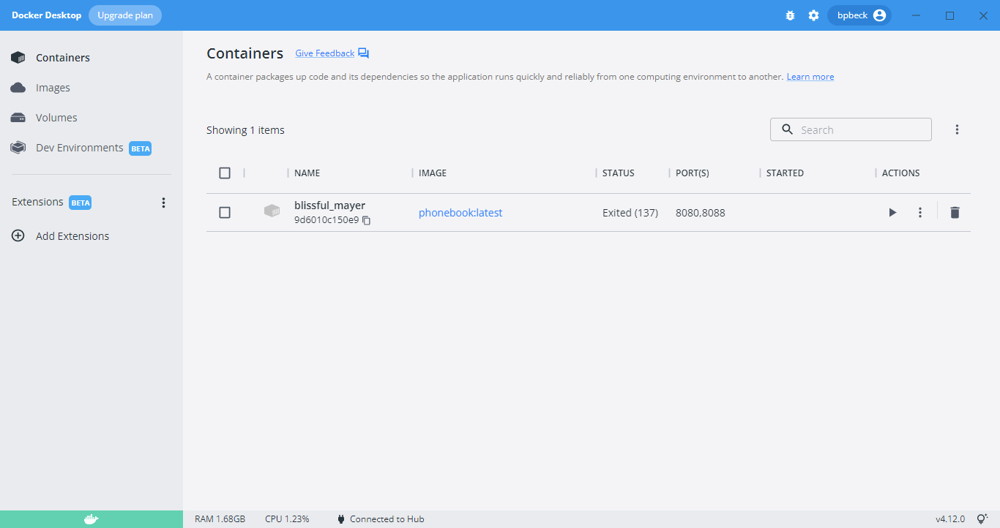 Docker Desktop Upgrade plan bpbeck
Containers
Images
Volumes
Dev Environments BETA
Extensions BETA
Add Extensions
Containers Give Feedback
A container packages up code and its dependencies so the application runs quickly and reliably from one computing environment to another. Learn more
Showing 1 items Search
NAME IMAGE STATUS PORT(S) STARTED ACTIONS
blissful_mayer
9d6010c150e9
phonebook:latest Exited (137) 8080,8088
RAM 1.68GB CPU 1.23% Connected to Hub v4.12.0